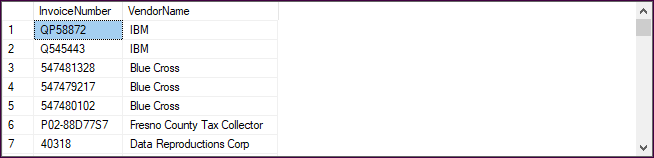 InvoiceNumber VendorName
1 QP58872 IBM
2 Q545443 IBM
3 547481328 Blue Cross
4 547479217 Blue Cross
5 547480102 Blue Cross
6 P02-88D77S7 Fresno County Tax Collector
7 40318 Data Reproductions Corp